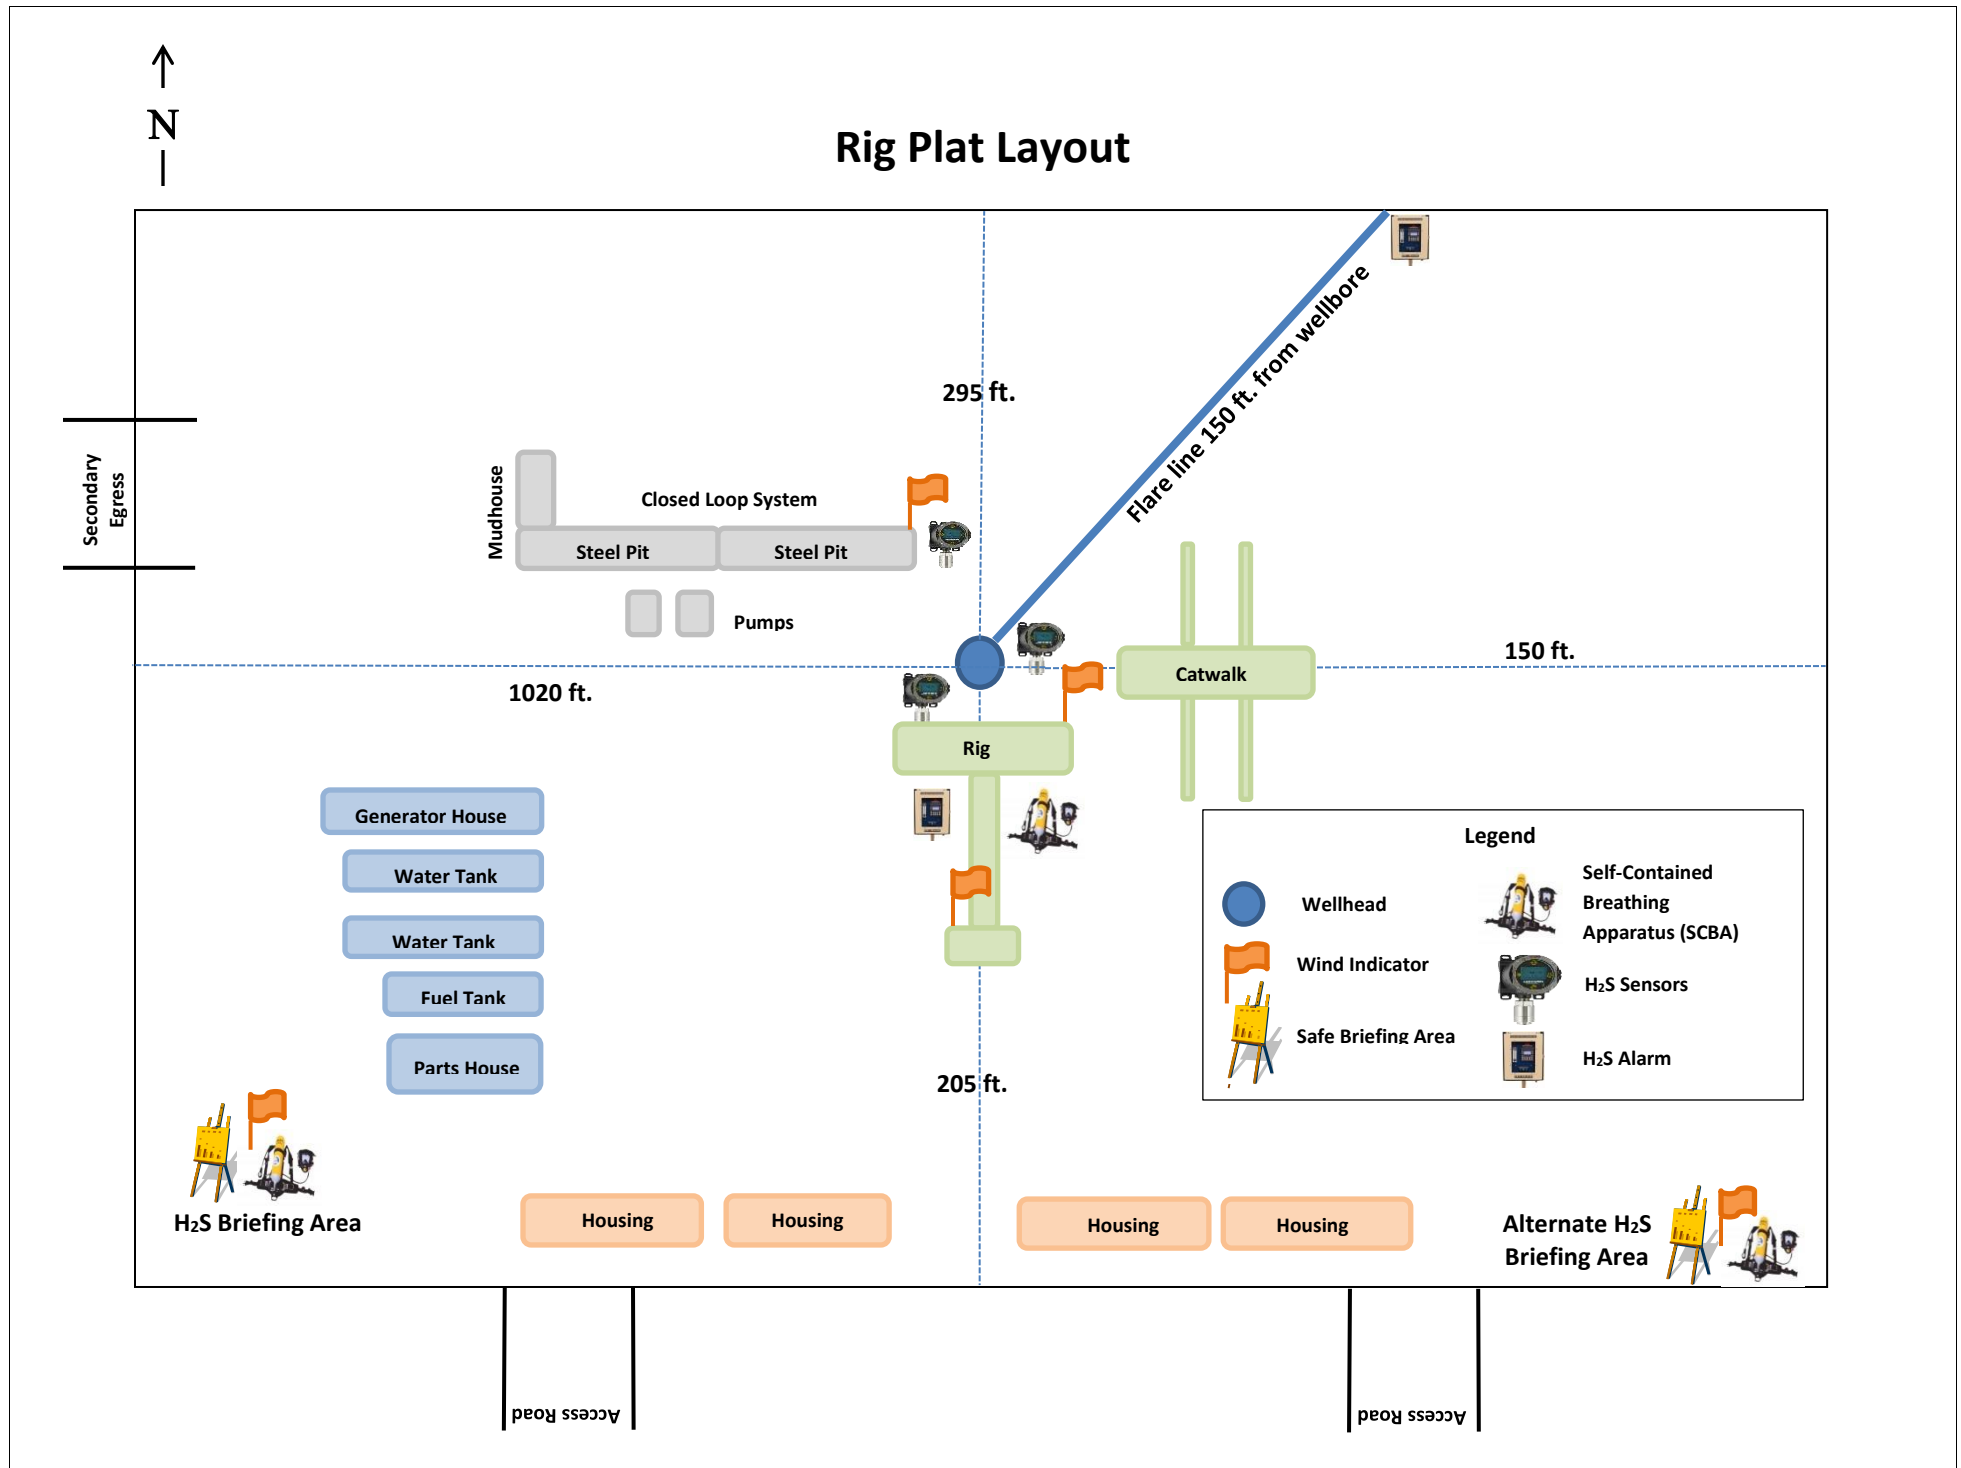 N
Rig Plat Layout
295 ft.
Flare line 150 ft. from wellbore
Secondary
Egress
Mudhouse
Closed Loop System
Steel Pit
Steel Pit
Pumps
150 ft.
1020 ft.
Catwalk
Rig
Generator House
Water Tank
Water Tank
Fuel Tank
Parts House
205 ft.
Legend
Wellhead
Wind Indicator
Safe Briefing Area
Self-Contained
Breathing
Apparatus (SCBA)
H2S Sensors
H2S Alarm
H2S Briefing Area
Housing
Housing
Housing
Housing
Alternate H2S
Briefing Area
Access Road
Access Road